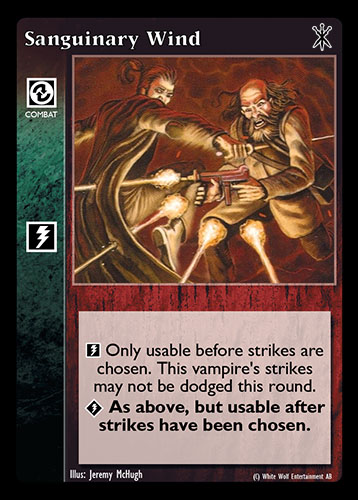 Sanguinary Wind
COMBAT
Only usable before strikes are
chosen. This vampire's strikes
may not be dodged this round.
As above, but usable after
strikes have been chosen.
Illus: Jeremy McHugh
(C) White Wolf Entertainment AB